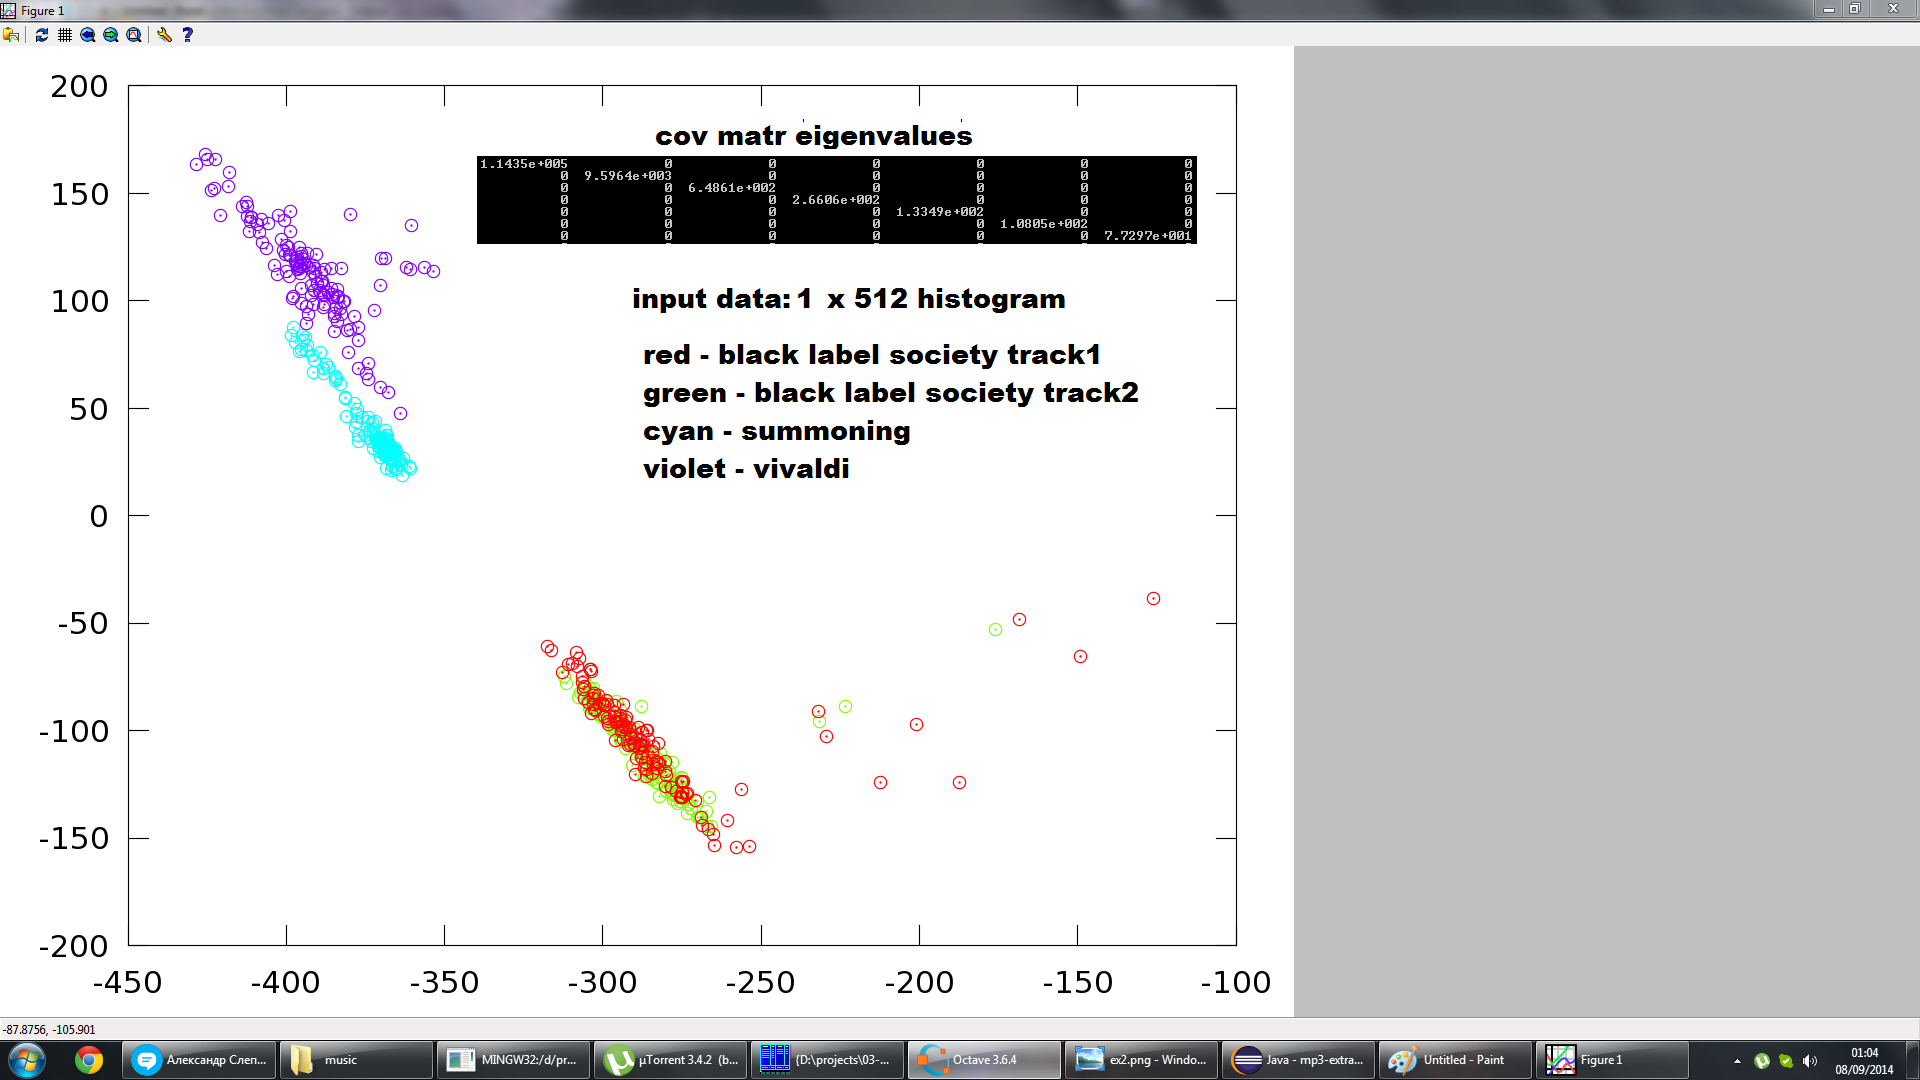 Figure 1
200
150
100
50
0
-50
-100
-150
-200
-450 -400 -350 -300 -250 -200 -150 -100
cov matr eigenvalues
1.1435e+005 0 0 0 0 0 0
0 9.5964e+003 0 0 0 0 0
0 0 6.4861e+002 0 0 0 0
0 0 0 2.6606e+002 0 0 0
0 0 0 0 1.3349e+002 0 0
0 0 0 0 0 1.0805e+002 0
0 0 0 0 0 0 7.7297e+001
input data: 1 x 512 histogram
red - black label society track1
green - black label society track2
cyan - summoning
violet - vivaldi
-87.8756, -105.901
Александр Слеп...
music
MINGW32:/d/pr...
µTorrent 3.4.2 (b...
{D:\projects\03-...
Octave 3.6.4
ex2.png - Windo...
Java - mp3-extra...
Untitled - Paint
Figure 1
01:04
08/09/2014